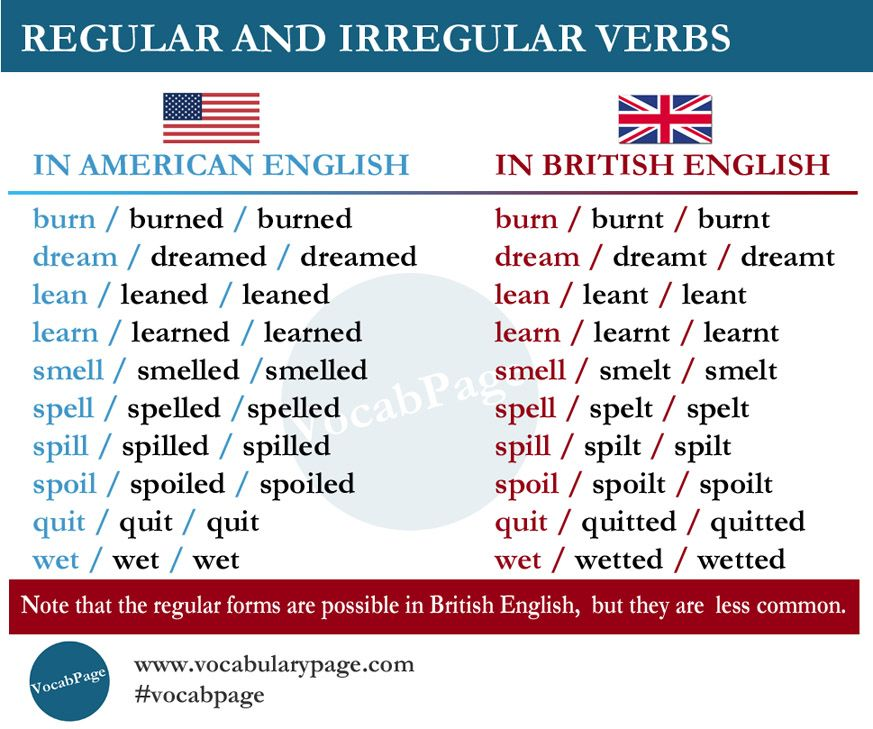 REGULAR AND IRREGULAR VERBS
IN AMERICAN ENGLISH
burn / burned / burned
dream / dreamed / dreamed
lean / leaned / leaned
learn / learned / learned
smell / smelled /smelled
spell / spelled /spelled
spill / spilled / spilled
spoil / spoiled / spoiled
quit / quit / quit
wet / wet / wet
IN BRITISH ENGLISH
burn / burnt / burnt
dream / dreamt / dreamt
lean / leant / leant
learn / learnt / learnt
smell / smelt / smelt
spell / spelt / spelt
spill / spilt / spilt
spoil / spoilt / spoilt
quit / quitted / quitted
wet / wetted / wetted
VocabPage
Note that the regular forms are possible in British English, but they are less common.
VocabPage
www.vocabularypage.com
#vocabpage